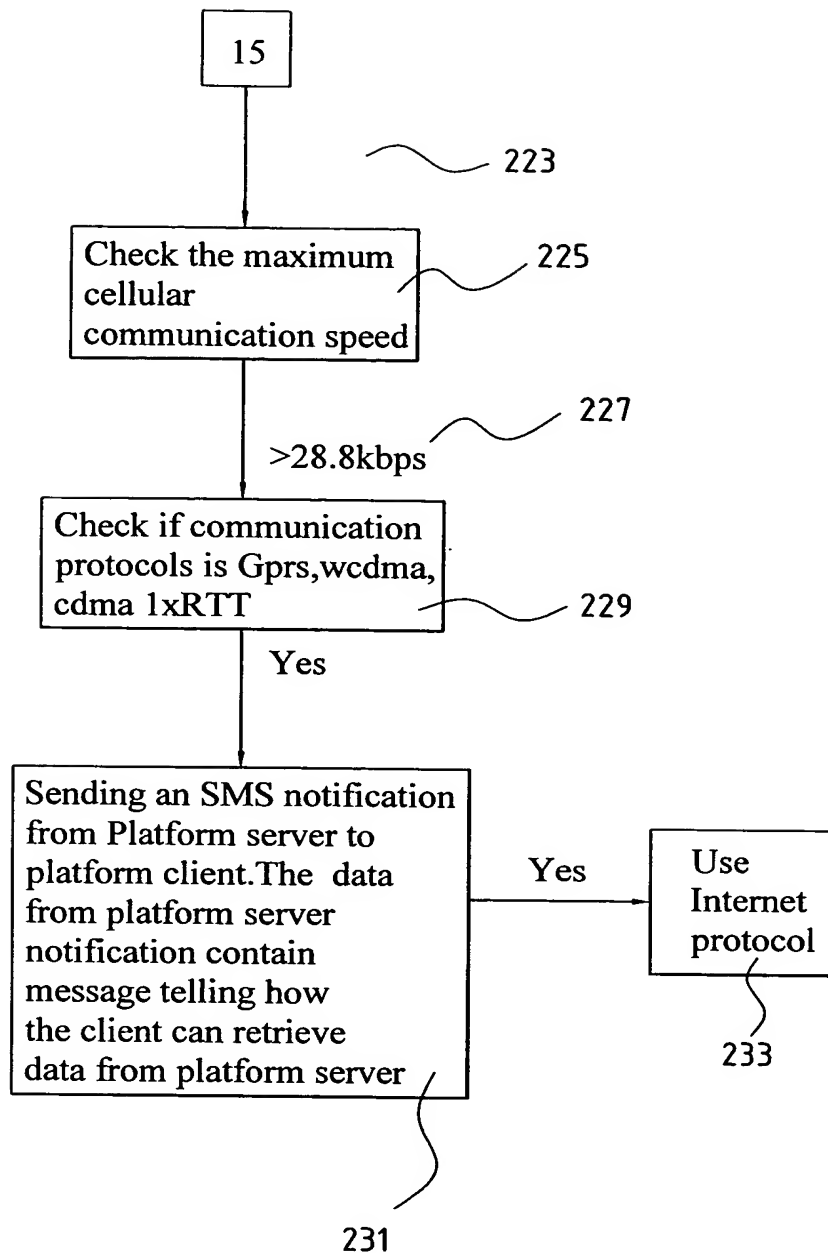 15
223
Check the maximum
cellular
communication speed
225
227
>28.8kbps
Check if communication
protocols is Gprs,wcdma,
cdma 1xRTT
229
Yes
Sending an SMS notification
from Platform server to
platform client.The data
from platform server
notification contain
message telling how
the client can retrieve
data from platform server
Yes
Use
Internet
protocol
233
231